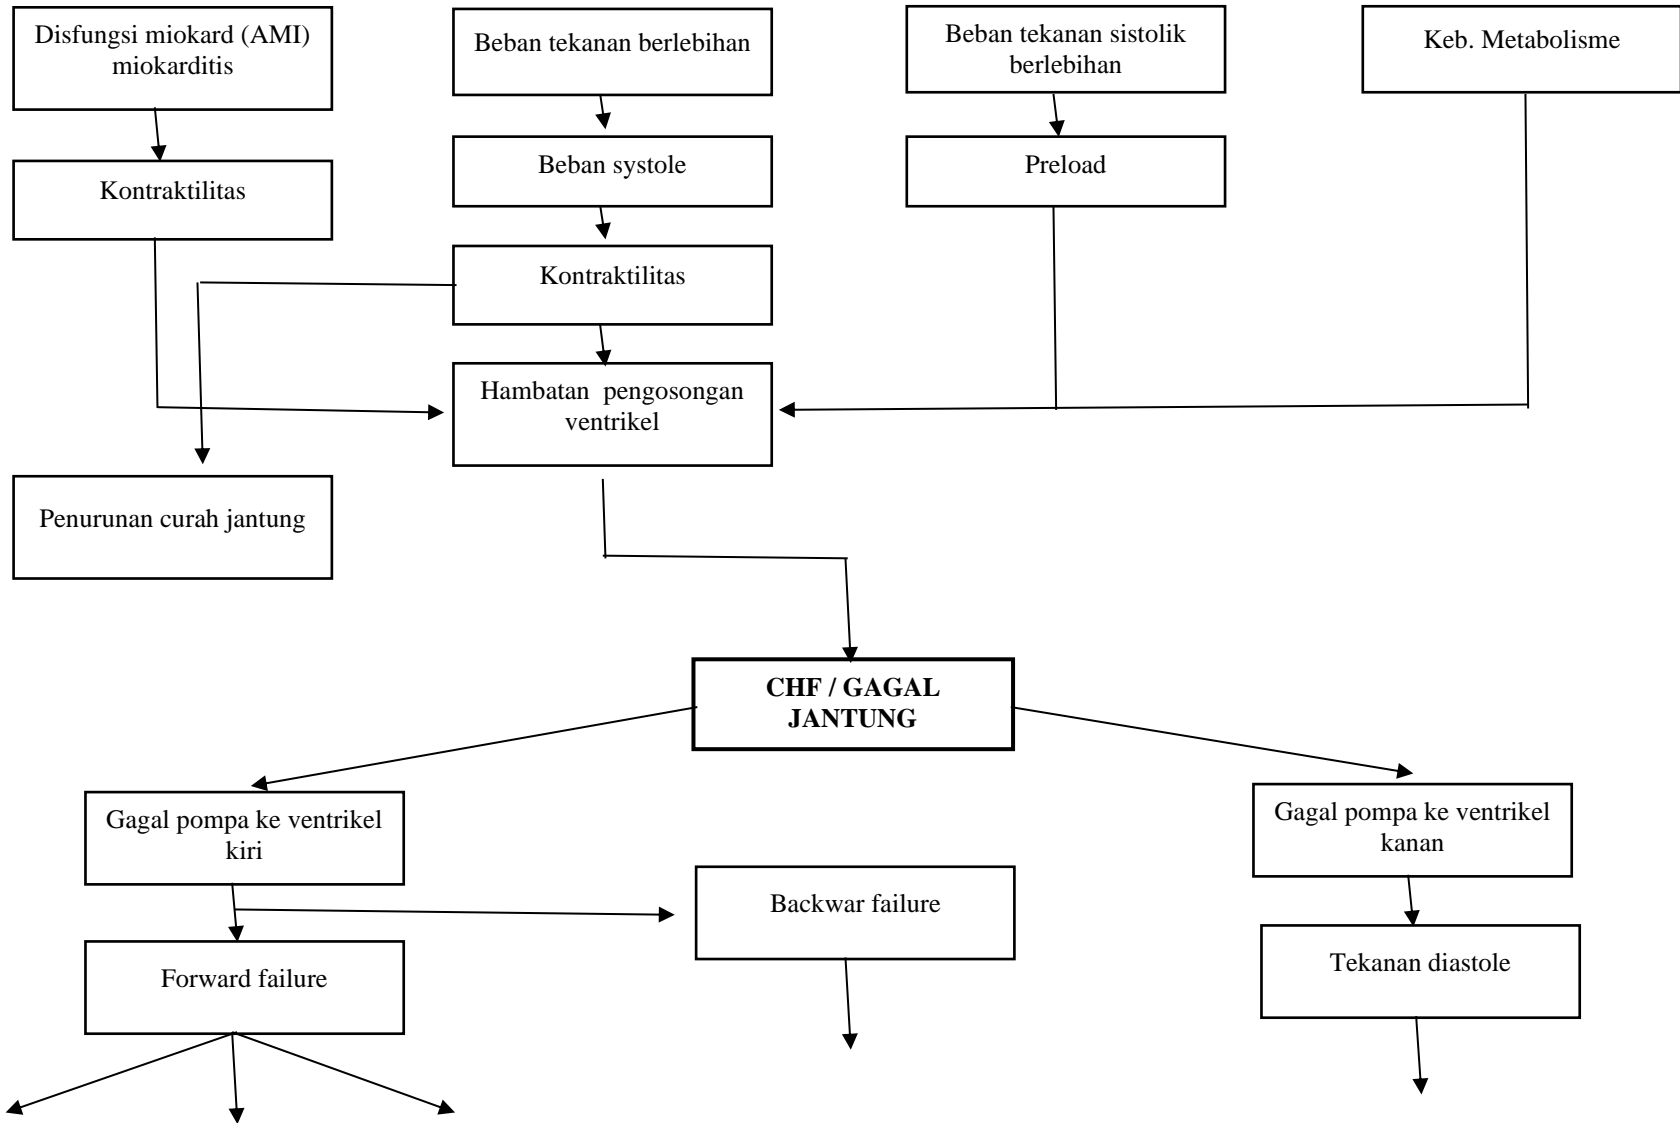 Disfungsi miokard (AMI)
miokarditis
Beban tekanan berlebihan
Beban tekanan sistolik
berlebihan
Keb. Metabolisme
Kontraktilitas
Beban systole
Preload
Kontraktilitas
Hambatan  pengosongan
ventrikel
Penurunan curah jantung
CHF / GAGAL
JANTUNG
Gagal pompa ke ventrikel
kiri
Gagal pompa ke ventrikel
kanan
Backwar failure
Forward failure
Tekanan diastole